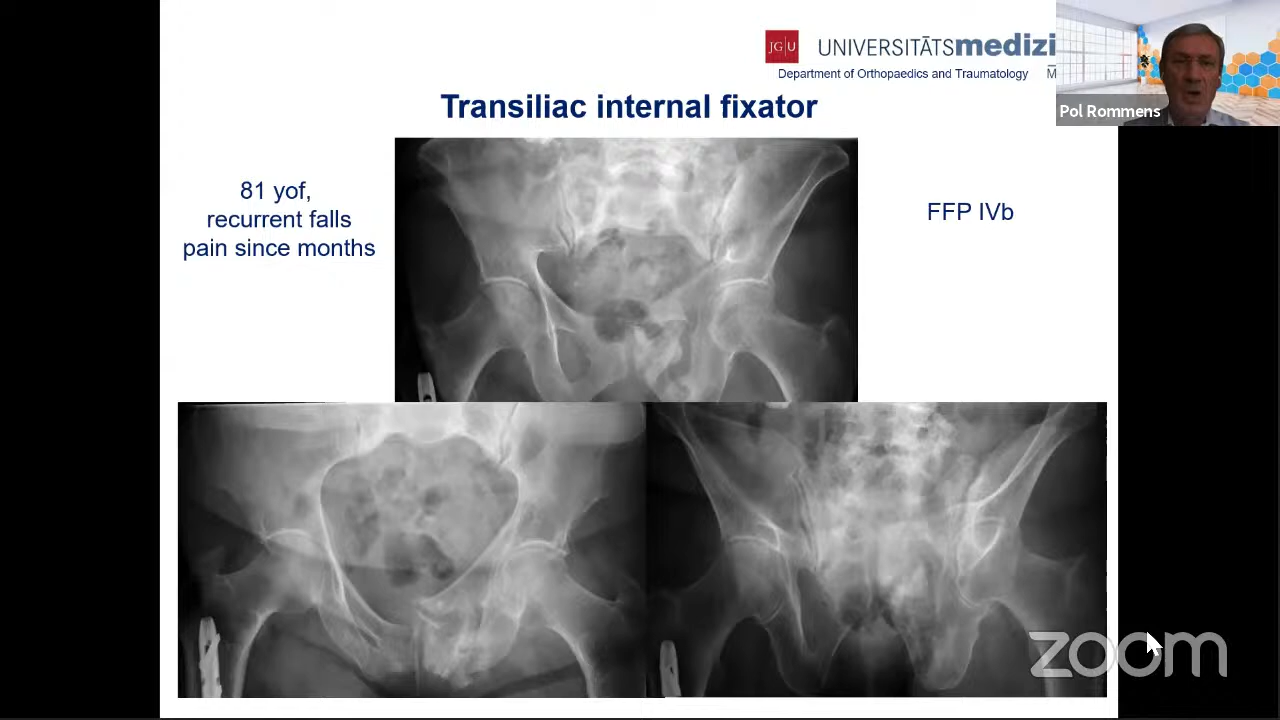 JG|U UNIVERSITĀTSmedizi
Department of Orthopaedics and Traumatology M
Pol Rommens
Transiliac internal fixator
81 yof,
recurrent falls
pain since months
FFP IVb
zoom